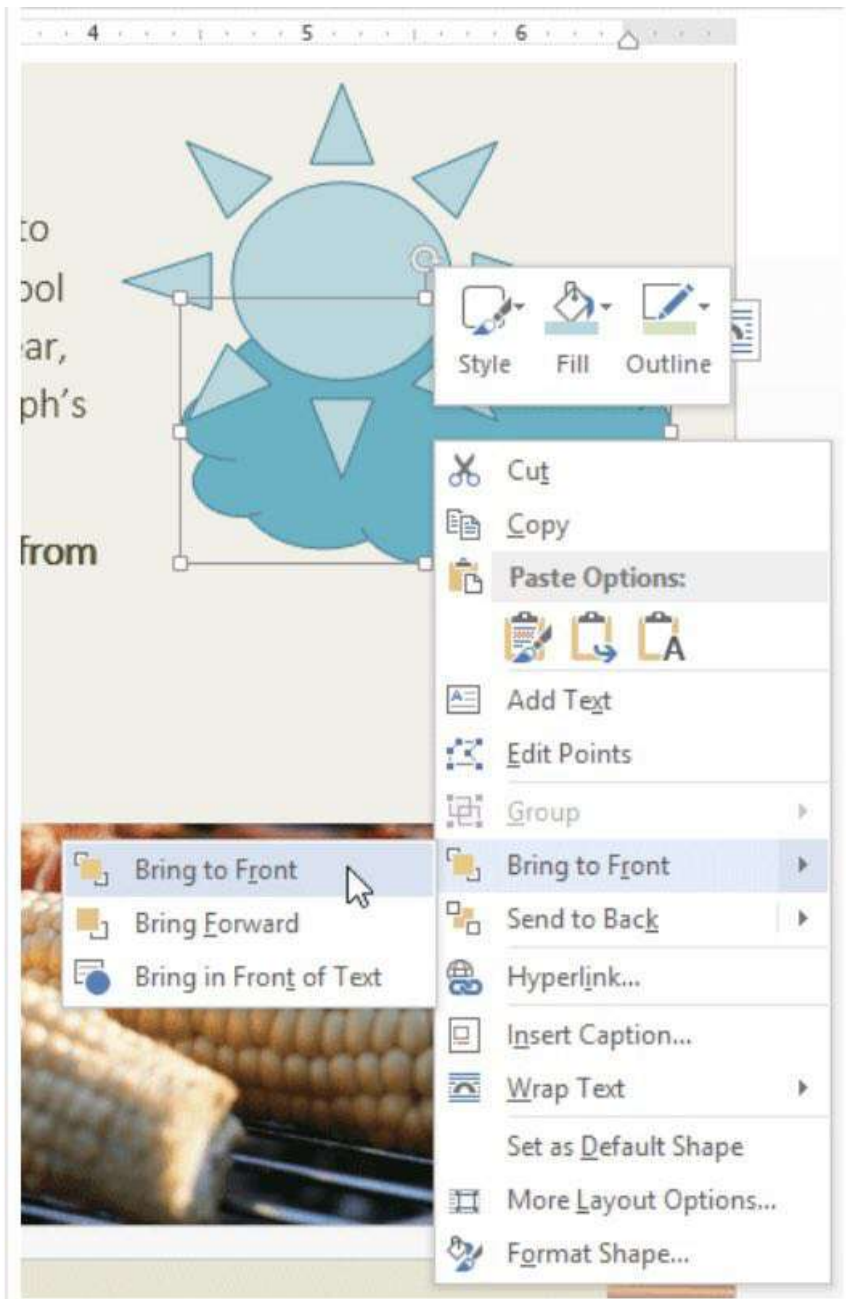 4 5 6
to
ool
ar,
ph's
from
Style Fill Outline
Cut
Copy
Paste Options:
A
Add Text
Edit Points
Group
Bring to Front
Send to Back
Hyperlink...
Insert Caption...
Wrap Text
Set as Default Shape
More Layout Options...
Format Shape...
Bring to Front
Bring Forward
Bring in Front of Text